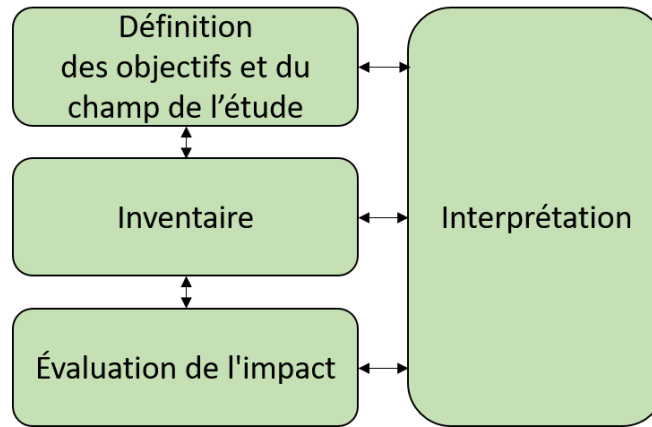 Définition
des objectifs et du
champ de l’étude
Inventaire
Interprétation
Évaluation de l'impact